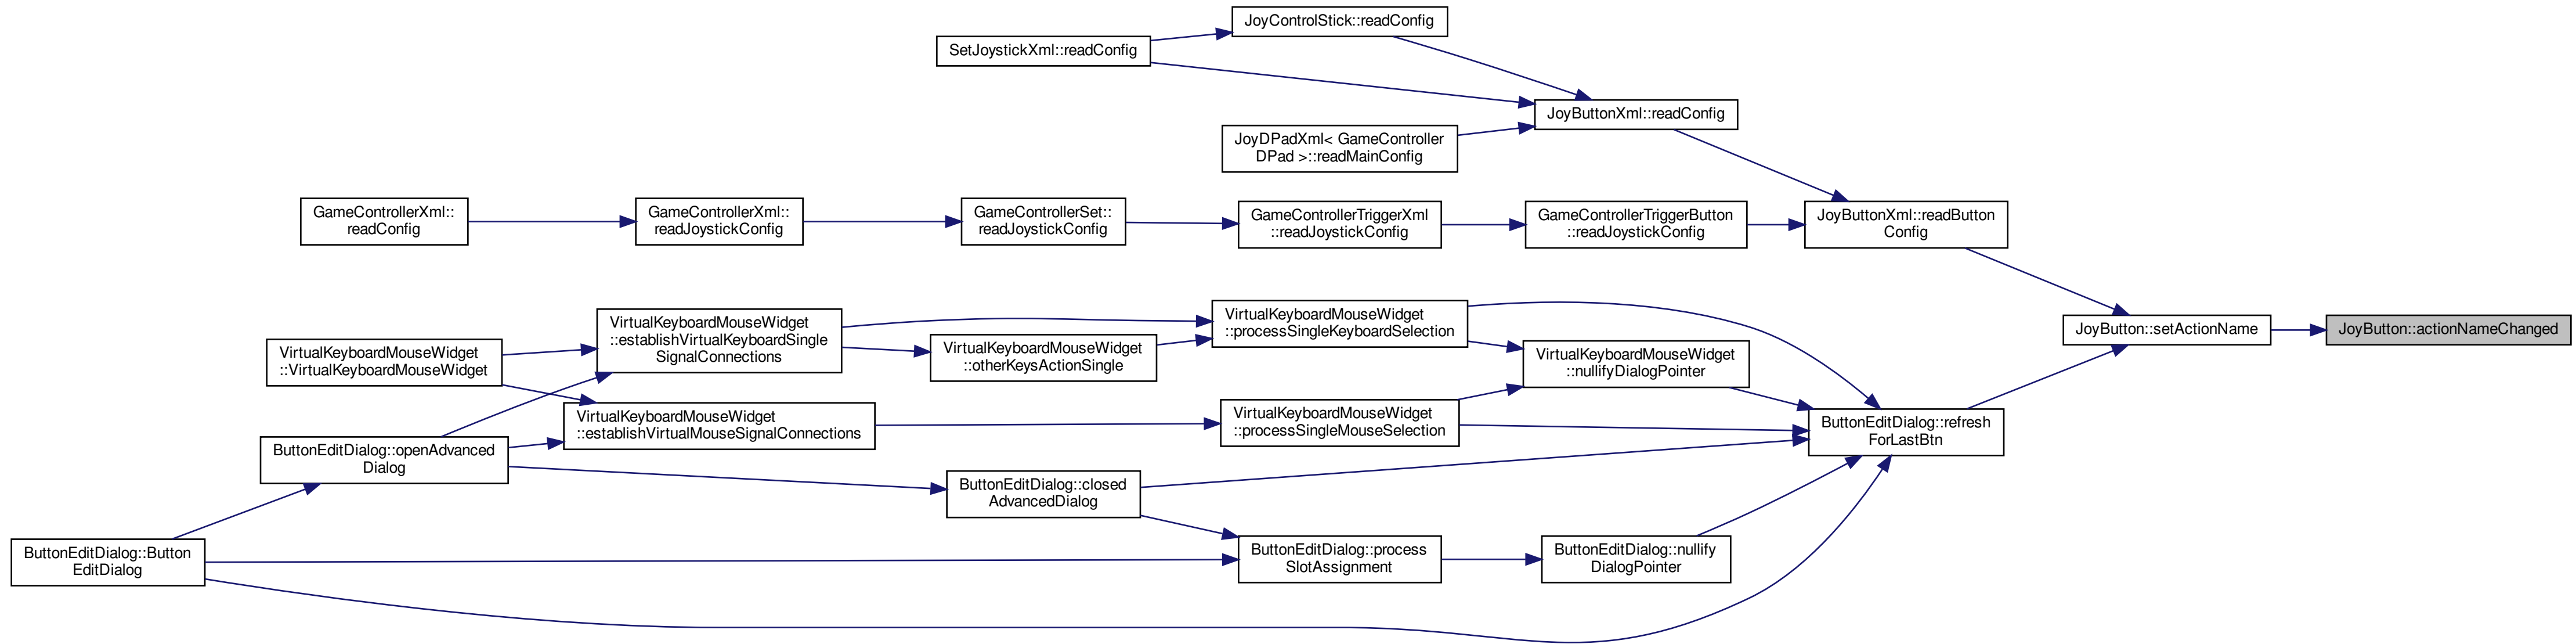 JoyControlStick::readConfig
SetJoystickXml::readConfig
JoyButtonXml::readConfig
JoyDPadXml< GameController
DPad >::readMainConfig
GameControllerXml::
readConfig
GameControllerXml::
readJoystickConfig
GameControllerSet::
readJoystickConfig
GameControllerTriggerXml
::readJoystickConfig
GameControllerTriggerButton
::readJoystickConfig
JoyButtonXml::readButton
Config
VirtualKeyboardMouseWidget
::establishVirtualKeyboardSingle
SignalConnections
VirtualKeyboardMouseWidget
::processSingleKeyboardSelection
JoyButton::setActionName
JoyButton::actionNameChanged
VirtualKeyboardMouseWidget
::VirtualKeyboardMouseWidget
VirtualKeyboardMouseWidget
::otherKeysActionSingle
VirtualKeyboardMouseWidget
::nullifyDialogPointer
VirtualKeyboardMouseWidget
::establishVirtualMouseSignalConnections
VirtualKeyboardMouseWidget
::processSingleMouseSelection
ButtonEditDialog::refresh
ForLastBtn
ButtonEditDialog::openAdvanced
Dialog
ButtonEditDialog::closed
AdvancedDialog
ButtonEditDialog::Button
EditDialog
ButtonEditDialog::process
SlotAssignment
ButtonEditDialog::nullify
DialogPointer